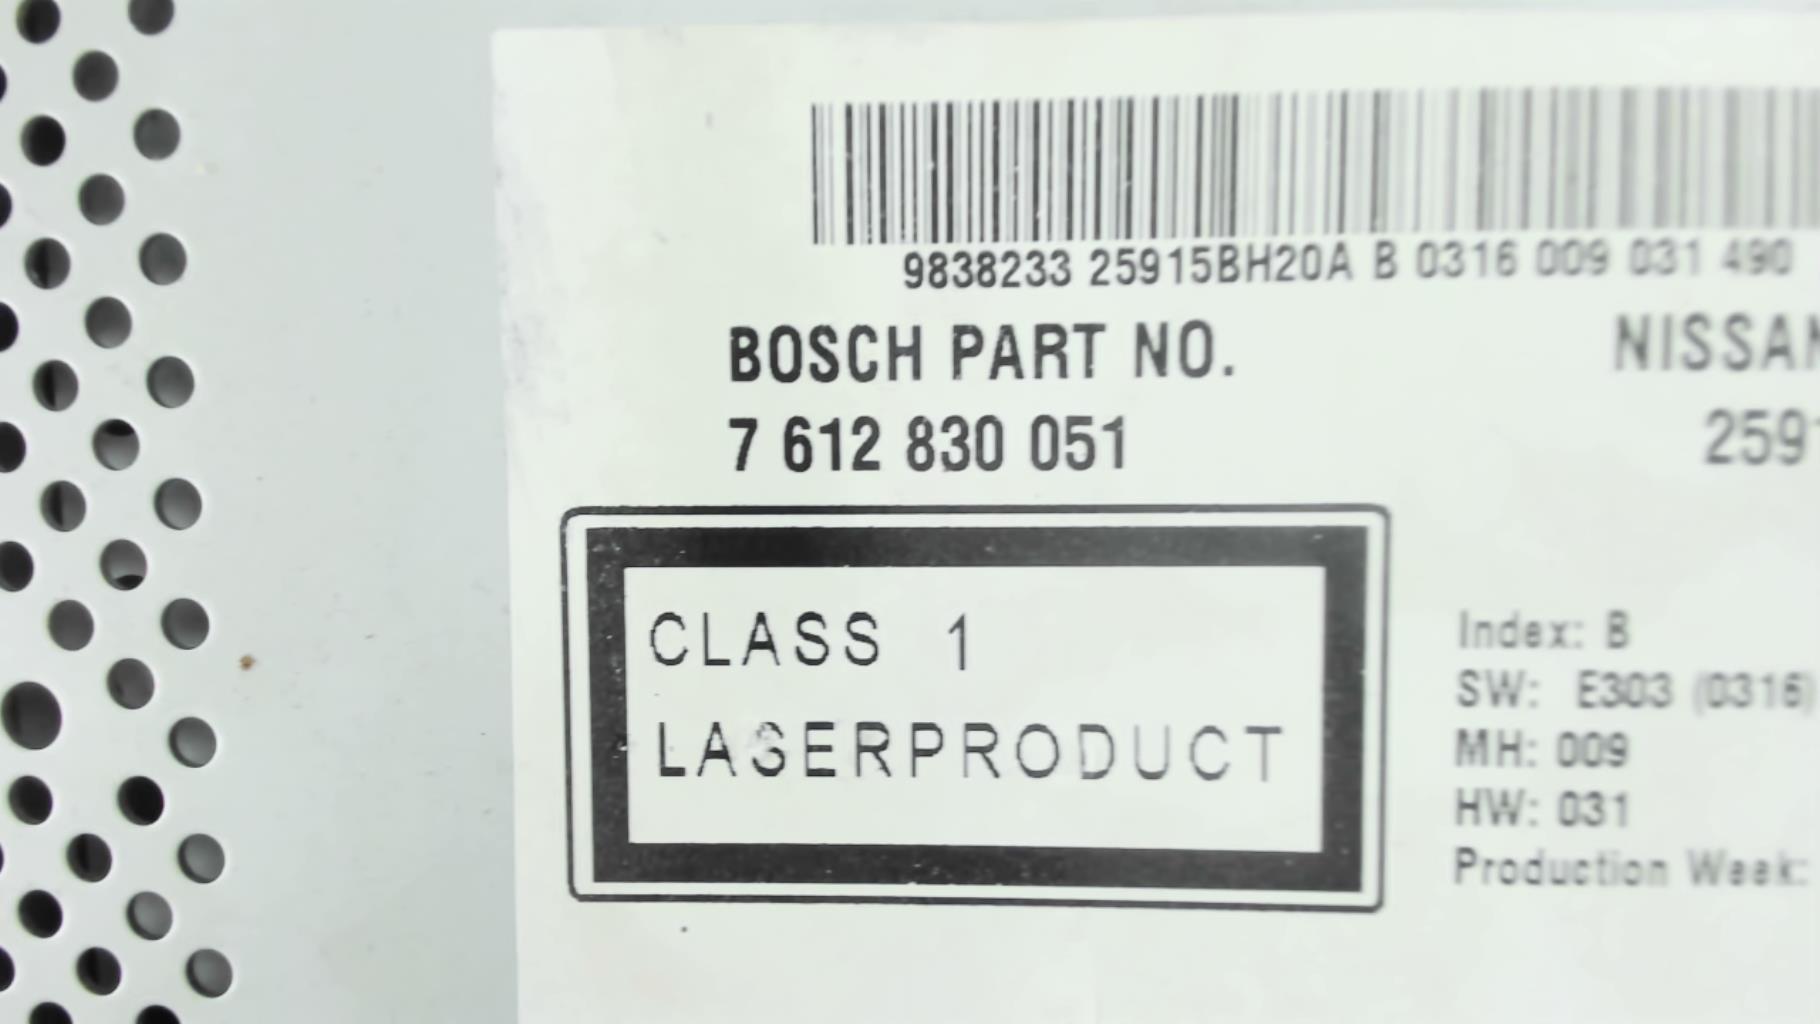 9838233 25915BH20A B 0316 009 031 490
BOSCH PART NO.
7 612 830 051
NISSAN
2591
CLASS 1
LASERPRODUCT
Index: B
SW: E303 (0316)
MH: 009
HW: 031
Production Week: